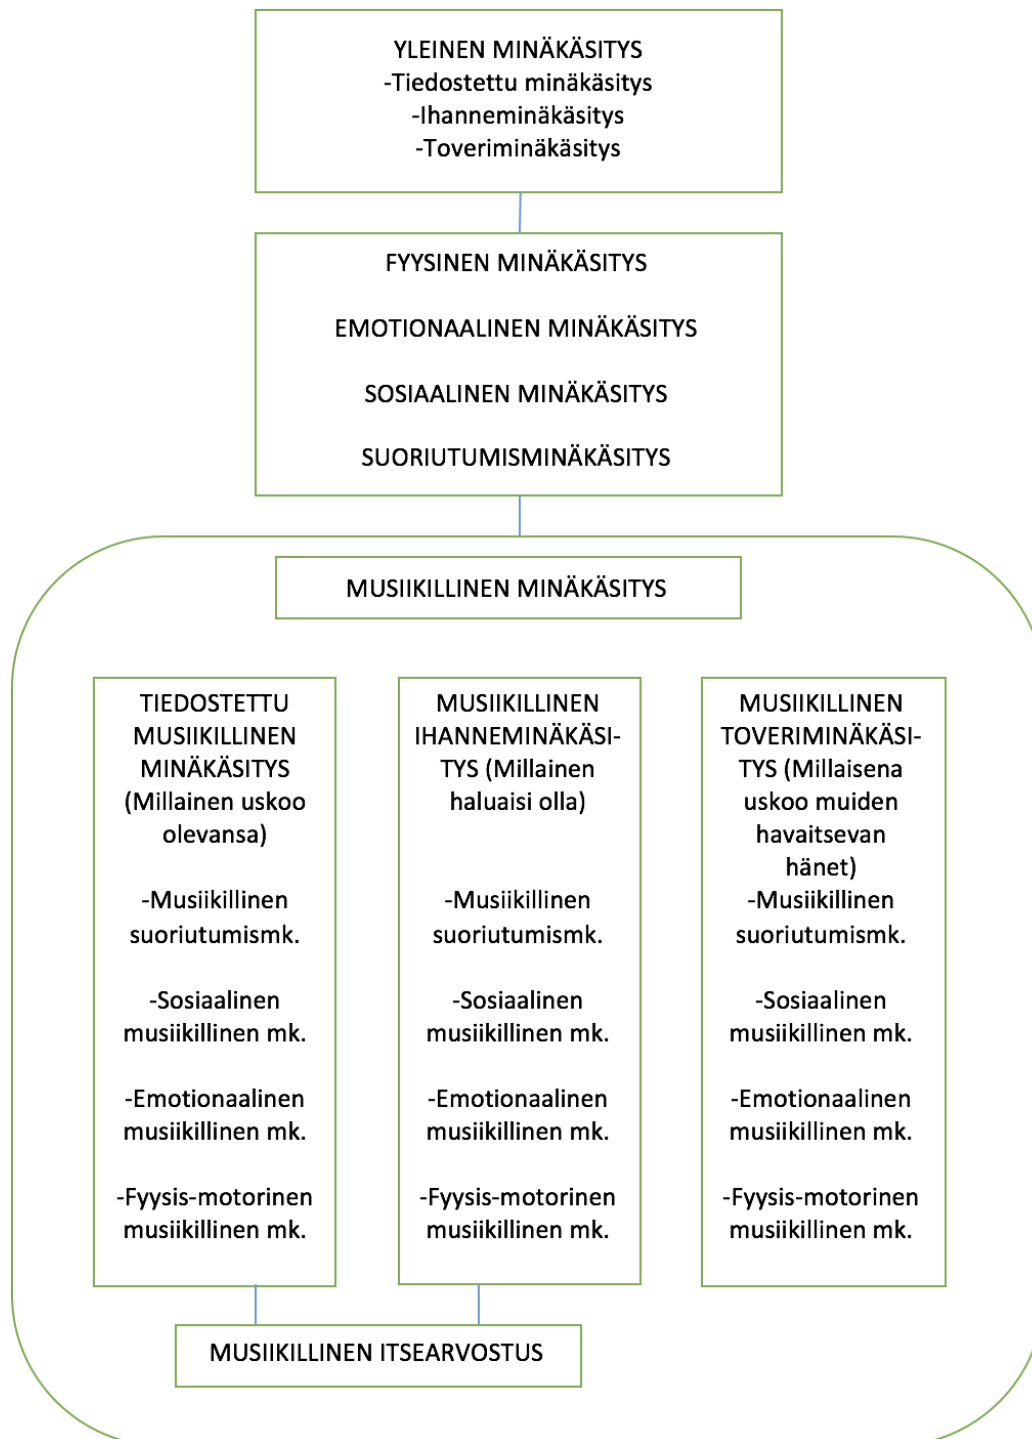 YLEINEN MINÄKÄSITYS
-Tiedostettu minäkäsitys
-Ihanneminäkäsitys
-Toveriminäkäsitys
FYYSINEN MINÄKÄSITYS
EMOTIONAALINEN MINÄKÄSITYS
SOSIAALINEN MINÄKÄSITYS
SUORIUTUMISMINÄKÄSITYS
MUSIIKILLINEN MINÄKÄSITYS
TIEDOSTETTU
MUSIIKILLINEN
MINÄKÄSITYS
(Millainen uskoo
olevansa)
-Musiikillinen
suoriutumismk.
-Sosiaalinen
musiikillinen mk.
-Emotionaalinen
musiikillinen mk.
-Fyysis-motorinen
musiikillinen mk.
MUSIIKILLINEN
IHANNEMINÄKÄSI-
TYS (Millainen
haluaisi olla)
-Musiikillinen
suoriutumismk.
-Sosiaalinen
musiikillinen mk.
-Emotionaalinen
musiikillinen mk.
-Fyysis-motorinen
musiikillinen mk.
MUSIIKILLINEN
TOVERIMINÄKÄSI-
TYS (Millaisena
uskoo muiden
havaitsevan
hänet)
-Musiikillinen
suoriutumismk.
-Sosiaalinen
musiikillinen mk.
-Emotionaalinen
musiikillinen mk.
-Fyysis-motorinen
musiikillinen mk.
MUSIIKILLINEN ITSEARVOSTUS